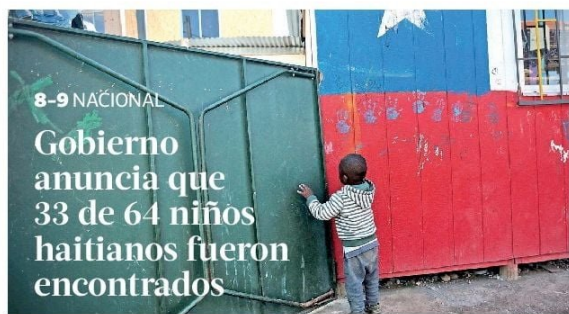 8-9 NACIONAL
Gobierno
anuncia que
33 de 64 niños
haitianos fueron
encontrados